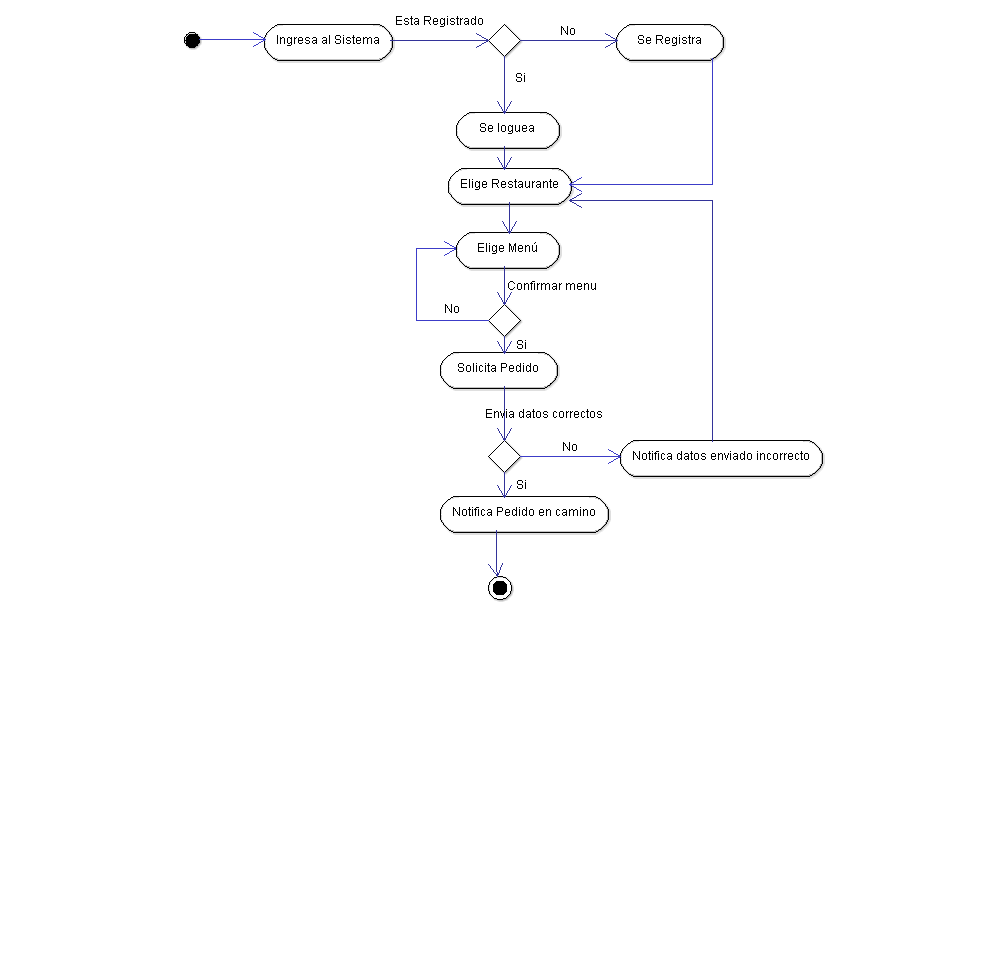 Esta Registrado
Ingresa al Sistema
No
Se Registra
Si
Se loguea
Elige Restaurante
Elige Menú
Confirmar menu
No
Si
Solicita Pedido
Envia datos correctos
No
Notifica datos enviado incorrecto
Si
Notifica Pedido en camino